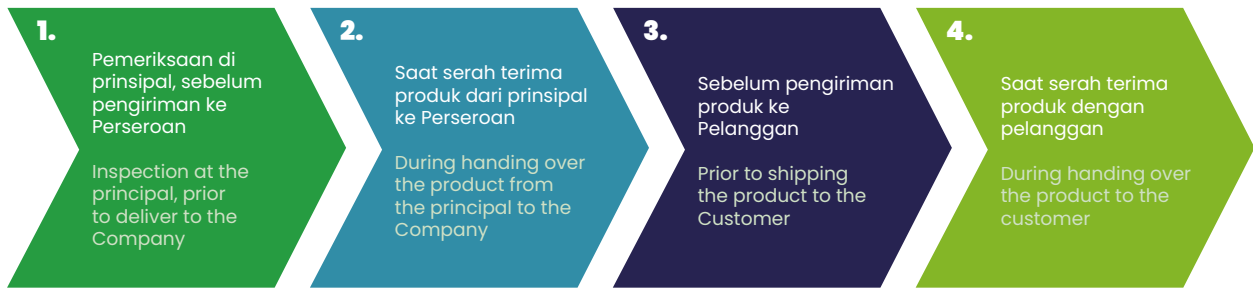 1.
Pemeriksaan di
prinsipal, sebelum
pengiriman ke
Perseroan
Inspection at the
principal, prior
to deliver to the
Company
2.
Saat serah terima
produk dari prinsipal
ke Perseroan
During handing over
the product from
the principal to the
Company
3.
Sebelum pengiriman
produk ke
Pelanggan
Prior to shipping
the product to the
Customer
4.
Saat serah terima
produk dengan
pelanggan
During handing over
the product to the
customer